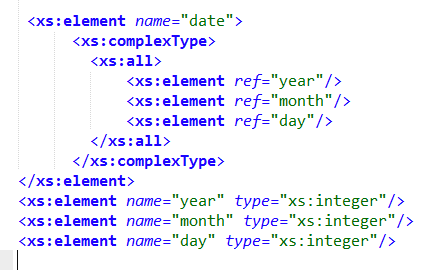 <xs:element name="date">
<xs:complexType>
<xs:all>
<xs:element ref="year"/>
<xs:element ref="month"/>
<xs:element ref="day"/>
</xs:all>
</xs:complexType>
</xs:element>
<xs:element name="year" type="xs:integer"/>
<xs:element name="month" type="xs:integer"/>
<xs:element name="day" type="xs:integer"/>